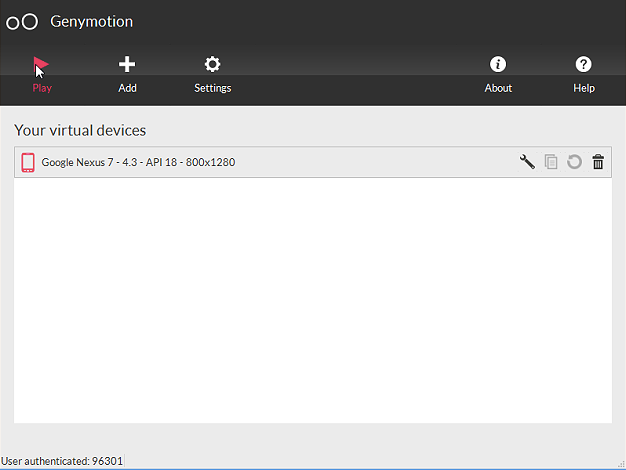 Genymotion
Play Add Settings About Help
Your virtual devices
Google Nexus 7 - 4.3 - API 18 - 800x1280
User authenticated: 96301